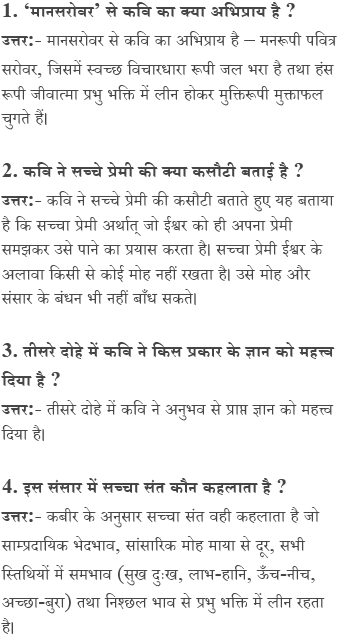 1. ‘मानसरोबर’ से कवि का क्या अभिप्राय है ?
उत्तर:- मानसरोवर से कवि का अभिप्राय है – मनरूपी पवित्र
सरोवर, जिसमें स्वच्छ विचारधारा रूपी जल भरा है तथा हंस
रूपी जीवात्मा प्रभु भक्ति में लीन होकर मुक्तिरूपी मुक्ताफल
चुगते हैं।
2. कवि ने सच्चे प्रेमी की क्या कसौटी बताई है ?
उत्तर:- कवि ने सच्चे प्रेमी की कसौटी बताते हुए यह बताया
है कि सच्चा प्रेमी अर्थात् जो ईश्वर को ही अपना प्रेमी
समझकर उसे पाने का प्रयास करता है। सच्चा प्रेमी ईश्वर के
अलावा किसी से कोई मोह नहीं रखता है। उसे मोह और
संसार के बंधन भी नहीं बाँध सकते।
3. तीसरे दोहे में कवि ने किस प्रकार के ज्ञान को महत्त्व
दिया है ?
उत्तर:- तीसरे दोहे में कवि ने अनुभव से प्राप्त ज्ञान को महत्त्व
दिया है।
4. इस संसार में सच्चा संत कौन कहलाता है ?
उत्तर:- कबीर के अनुसार सच्चा संत वही कहलाता है जो
साम्प्रदायिक भेदभाव, सांसारिक मोह माया से दूर, सभी
स्तिथियों में समभाव (सुख दुःख, लाभ-हानि, ऊँच-नीच,
अच्छा-बुरा) तथा निश्छल भाव से प्रभु भक्ति में लीन रहता
है।